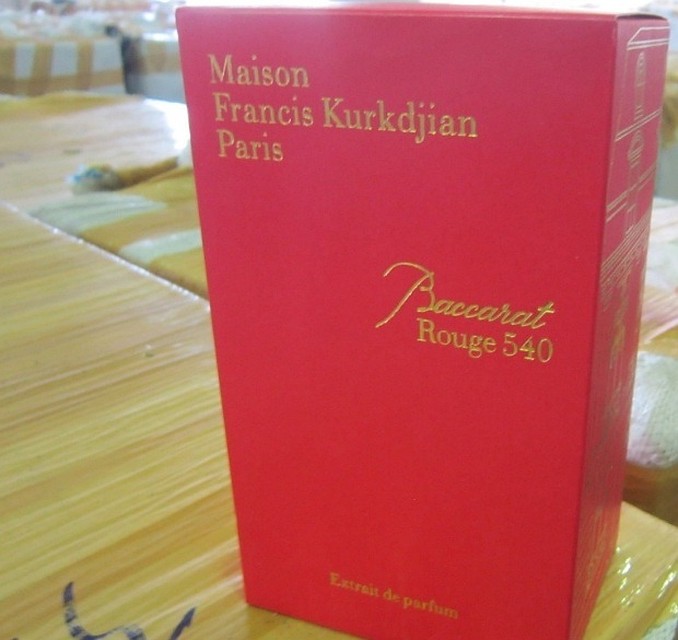 Maison
Francis Kurkdjian
Paris
Baccarat
Rouge 540
Extrait de parfum